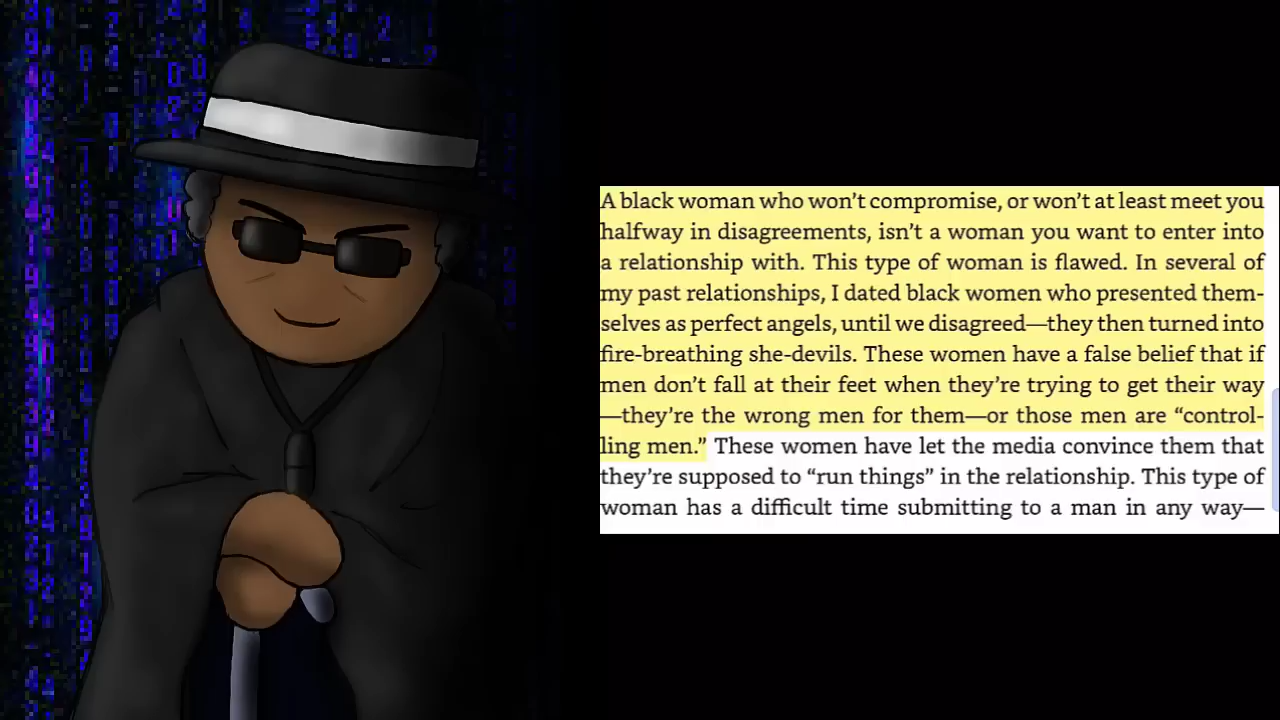 A black woman who won't compromise, or won't at least meet you
halfway in disagreements, isn't a woman you want to enter into
a relationship with. This type of woman is flawed. In several of
my past relationships, I dated black women who presented them-
selves as perfect angels, until we disagreed—they then turned into
fire-breathing she-devils. These women have a false belief that if
men don't fall at their feet when they're trying to get their way
—they're the wrong men for them—or those men are “control-
ling men.” These women have let the media convince them that
they're supposed to “run things” in the relationship. This type of
woman has a difficult time submitting to a man in any way—